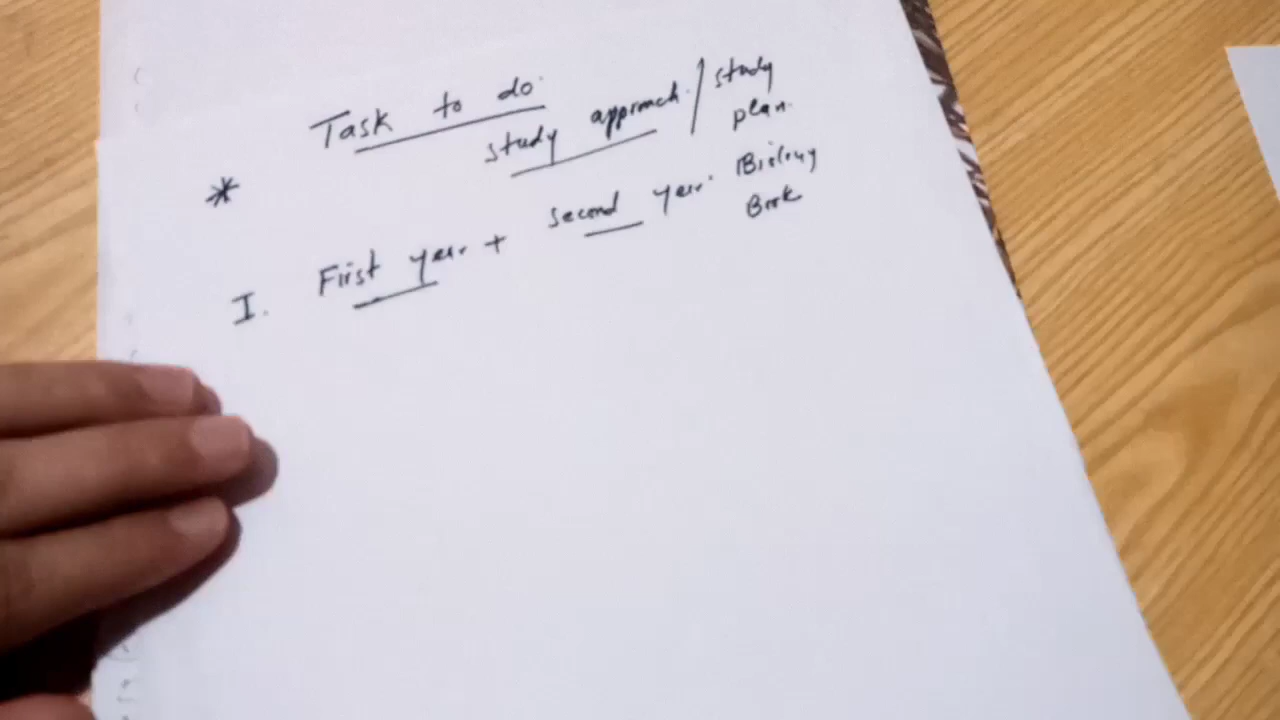 Task to do
* study approach / study plan.
I. First year + second year Biology Book